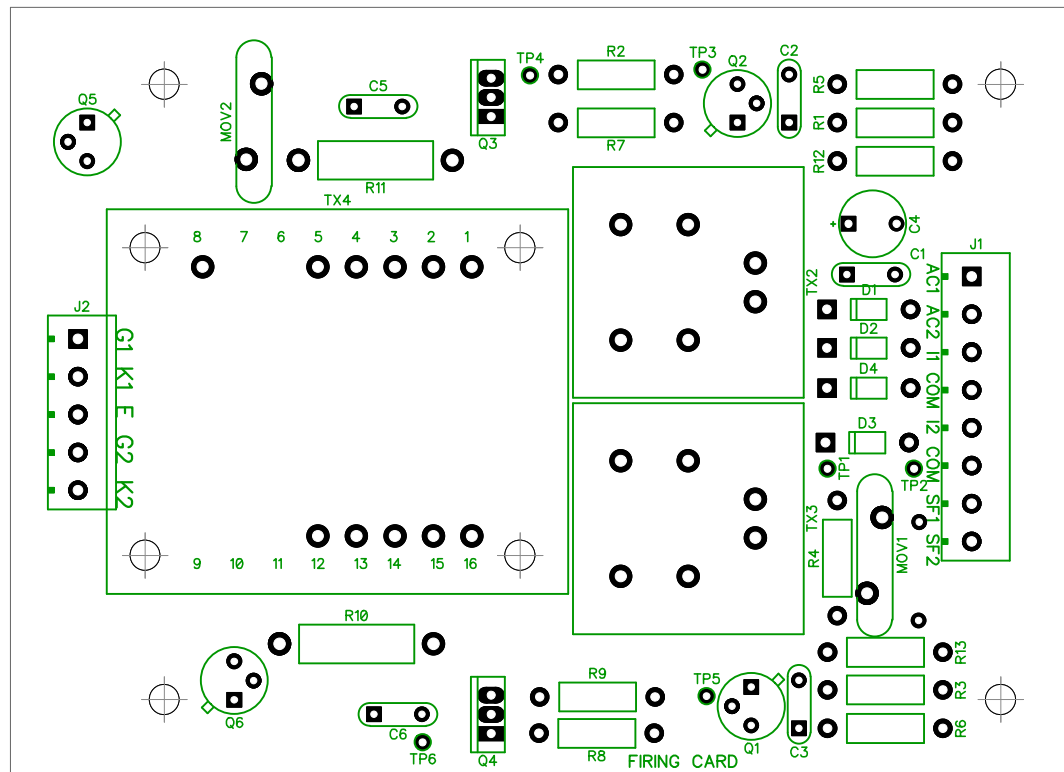 TP4
R2
TP3
Q2
C2
Q5
MOV2
C5
Q3
R7
R5
R1
R12
R11
TX4
8 7 6 5 4 3 2 1
+
C4
C1
J1
TX2
D1
D2
D4
D3
AC1
AC2
I1
COM
I2
COM
SF1
SF2
J2
G1
K1
E
G2
K2
TP1
TP2
TX3
R4
MOV1
9 10 11 12 13 14 15 16
R10
R13
R3
R6
R9
TP5
Q6
C6
TP6
Q4
R8
Q1
C3
FIRING CARD